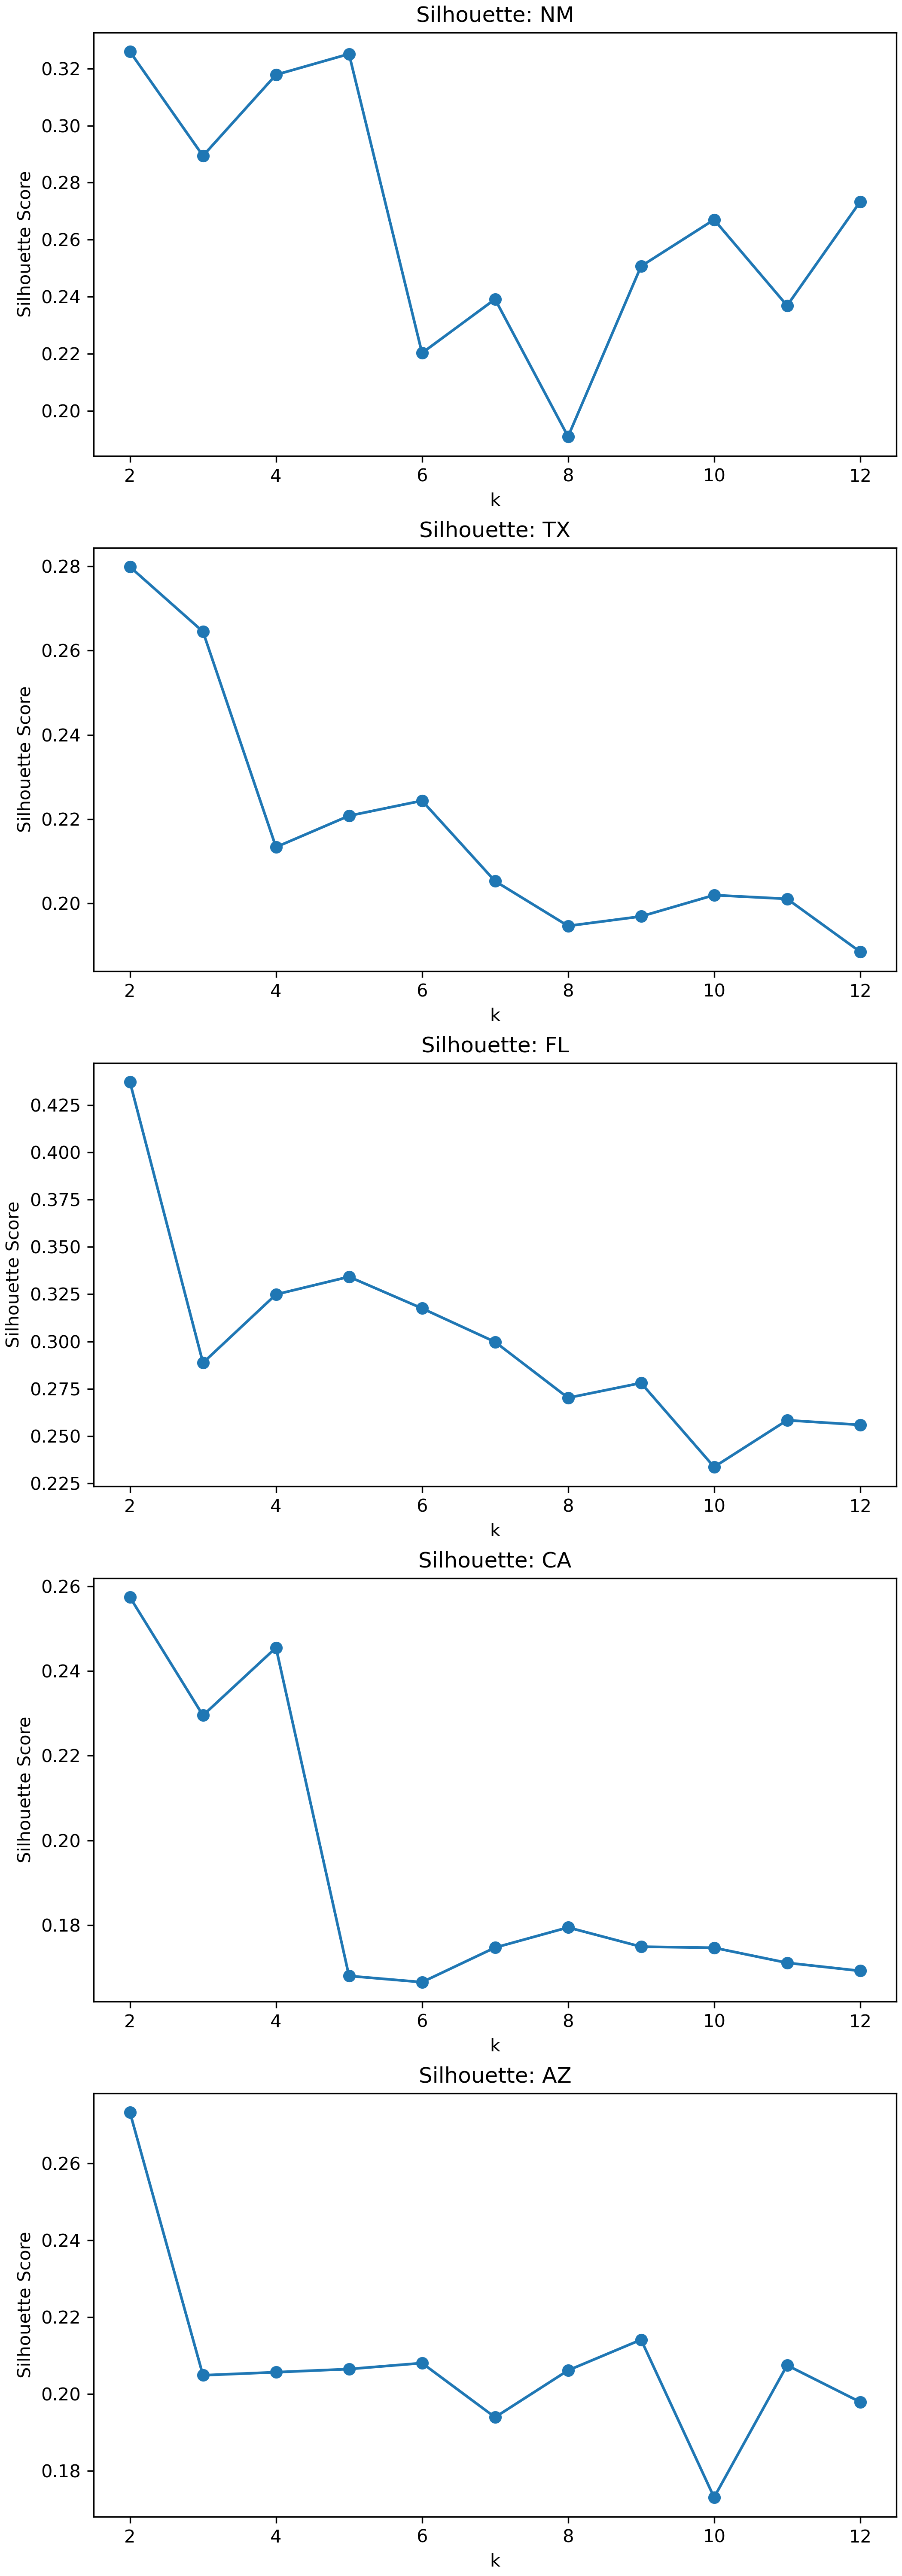 Silhouette: NM
Silhouette Score
0.32
0.30
0.28
0.26
0.24
0.22
0.20
2 4 6 8 10 12
k
Silhouette: TX
Silhouette Score
0.28
0.26
0.24
0.22
0.20
2 4 6 8 10 12
k
Silhouette: FL
Silhouette Score
0.425
0.400
0.375
0.350
0.325
0.300
0.275
0.250
0.225
2 4 6 8 10 12
k
Silhouette: CA
Silhouette Score
0.26
0.24
0.22
0.20
0.18
2 4 6 8 10 12
k
Silhouette: AZ
Silhouette Score
0.26
0.24
0.22
0.20
0.18
2 4 6 8 10 12
k